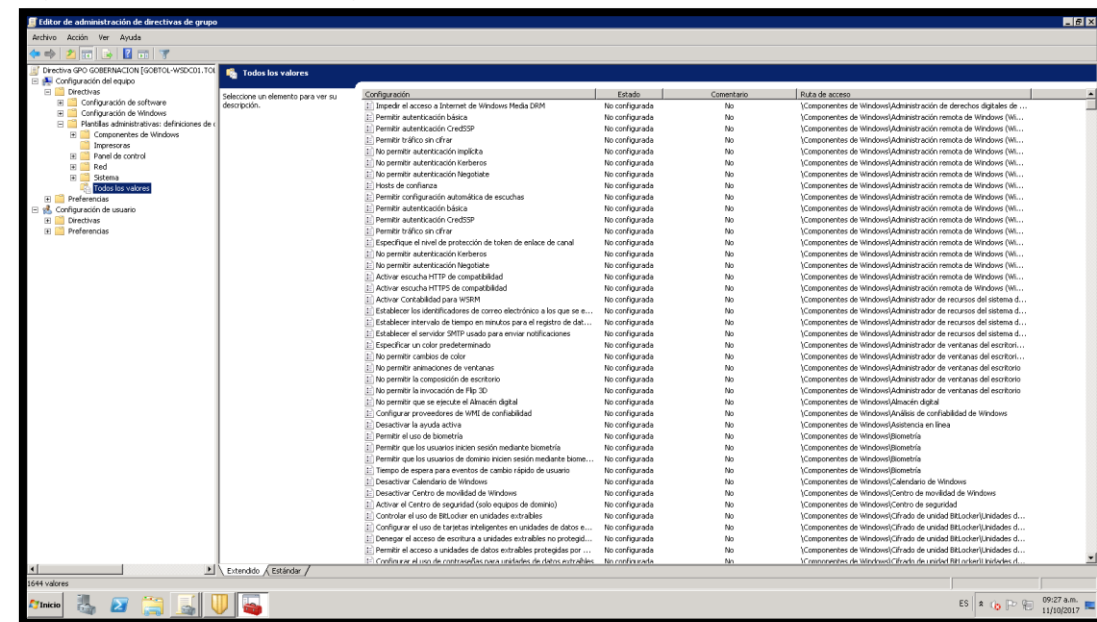 Editor de administración de directivas de grupo
Archivo Acción Ver Ayuda
Directiva GPO GOBERNACION [GOBTOL-WSDC01.TOL
Configuración del equipo
Directivas
Configuración de software
Configuración de Windows
Plantillas administrativas: definiciones de
Componentes de Windows
Impresoras
Panel de control
Red
Sistema
Todos los valores
Preferencias
Configuración de usuario
Directivas
Preferencias
Todos los valores
Seleccione un elemento para ver su
descripción.
Configuración Estado Comentario Ruta de acceso
Impedir el acceso a Internet de Windows Media DRM No configurada No \Componentes de Windows\Administración de derechos digitales de ...
Permitir autenticación básica No configurada No \Componentes de Windows\Administración remota de Windows (Wi...
Permitir autenticación CredSSP No configurada No \Componentes de Windows\Administración remota de Windows (Wi...
Permitir tráfico sin cifrar No configurada No \Componentes de Windows\Administración remota de Windows (Wi...
No permitir autenticación implícita No configurada No \Componentes de Windows\Administración remota de Windows (Wi...
No permitir autenticación Kerberos No configurada No \Componentes de Windows\Administración remota de Windows (Wi...
No permitir autenticación Negotiate No configurada No \Componentes de Windows\Administración remota de Windows (Wi...
Hosts de confianza No configurada No \Componentes de Windows\Administración remota de Windows (Wi...
Permitir configuración automática de escuchas No configurada No \Componentes de Windows\Administración remota de Windows (Wi...
Permitir autenticación básica No configurada No \Componentes de Windows\Administración remota de Windows (Wi...
Permitir autenticación CredSSP No configurada No \Componentes de Windows\Administración remota de Windows (Wi...
Permitir tráfico sin cifrar No configurada No \Componentes de Windows\Administración remota de Windows (Wi...
Especifique el nivel de protección de token de enlace de canal No configurada No \Componentes de Windows\Administración remota de Windows (Wi...
No permitir autenticación Kerberos No configurada No \Componentes de Windows\Administración remota de Windows (Wi...
No permitir autenticación Negotiate No configurada No \Componentes de Windows\Administración remota de Windows (Wi...
Activar escucha HTTP de compatibilidad No configurada No \Componentes de Windows\Administración remota de Windows (Wi...
Activar escucha HTTPS de compatibilidad No configurada No \Componentes de Windows\Administración remota de Windows (Wi...
Activar Contabilidad para WSRM No configurada No \Componentes de Windows\Administrador de recursos del sistema d...
Establecer los identificadores de correo electrónico a los que se e... No configurada No \Componentes de Windows\Administrador de recursos del sistema d...
Establecer intervalo de tiempo en minutos para el registro de dat... No configurada No \Componentes de Windows\Administrador de recursos del sistema d...
Establecer el servidor SMTP usado para enviar notificaciones No configurada No \Componentes de Windows\Administrador de recursos del sistema d...
Especificar un color predeterminado No configurada No \Componentes de Windows\Administrador de ventanas del escritori...
No permitir cambios de color No configurada No \Componentes de Windows\Administrador de ventanas del escritori...
No permitir animaciones de ventanas No configurada No \Componentes de Windows\Administrador de ventanas del escritorio
No permitir la composición de escritorio No configurada No \Componentes de Windows\Administrador de ventanas del escritorio
No permitir la invocación de Flip 3D No configurada No \Componentes de Windows\Administrador de ventanas del escritorio
No permitir que se ejecute el Almacén digital No configurada No \Componentes de Windows\Almacén digital
Configurar proveedores de WMI de confiabilidad No configurada No \Componentes de Windows\Análisis de confiabilidad de Windows
Desactivar la ayuda activa No configurada No \Componentes de Windows\Asistencia en línea
Permitir el uso de biometría No configurada No \Componentes de Windows\Biometría
Permitir que los usuarios inicien sesión mediante biometría No configurada No \Componentes de Windows\Biometría
Permitir que los usuarios de dominio inicien sesión mediante biome... No configurada No \Componentes de Windows\Biometría
Tiempo de espera para eventos de cambio rápido de usuario No configurada No \Componentes de Windows\Biometría
Desactivar Calendario de Windows No configurada No \Componentes de Windows\Calendario de Windows
Desactivar Centro de movilidad de Windows No configurada No \Componentes de Windows\Centro de movilidad de Windows
Activar el Centro de seguridad (solo equipos de dominio) No configurada No \Componentes de Windows\Centro de seguridad
Controlar el uso de BitLocker en unidades extraíbles No configurada No \Componentes de Windows\Cifrado de unidad BitLocker\Unidades d...
Configurar el uso de tarjetas inteligentes en unidades de datos e... No configurada No \Componentes de Windows\Cifrado de unidad BitLocker\Unidades d...
Denegar el acceso de escritura a unidades extraíbles no protegid... No configurada No \Componentes de Windows\Cifrado de unidad BitLocker\Unidades d...
Permitir el acceso a unidades de datos extraíbles protegidas por ... No configurada No \Componentes de Windows\Cifrado de unidad BitLocker\Unidades d...
Configurar el uso de contraseñas para unidades de datos extraíbles No configurada No \Componentes de Windows\Cifrado de unidad BitLocker\Unidades d...
Extendido Estándar
1644 valores
Inicio
ES
09:27 a.m.
11/10/2017